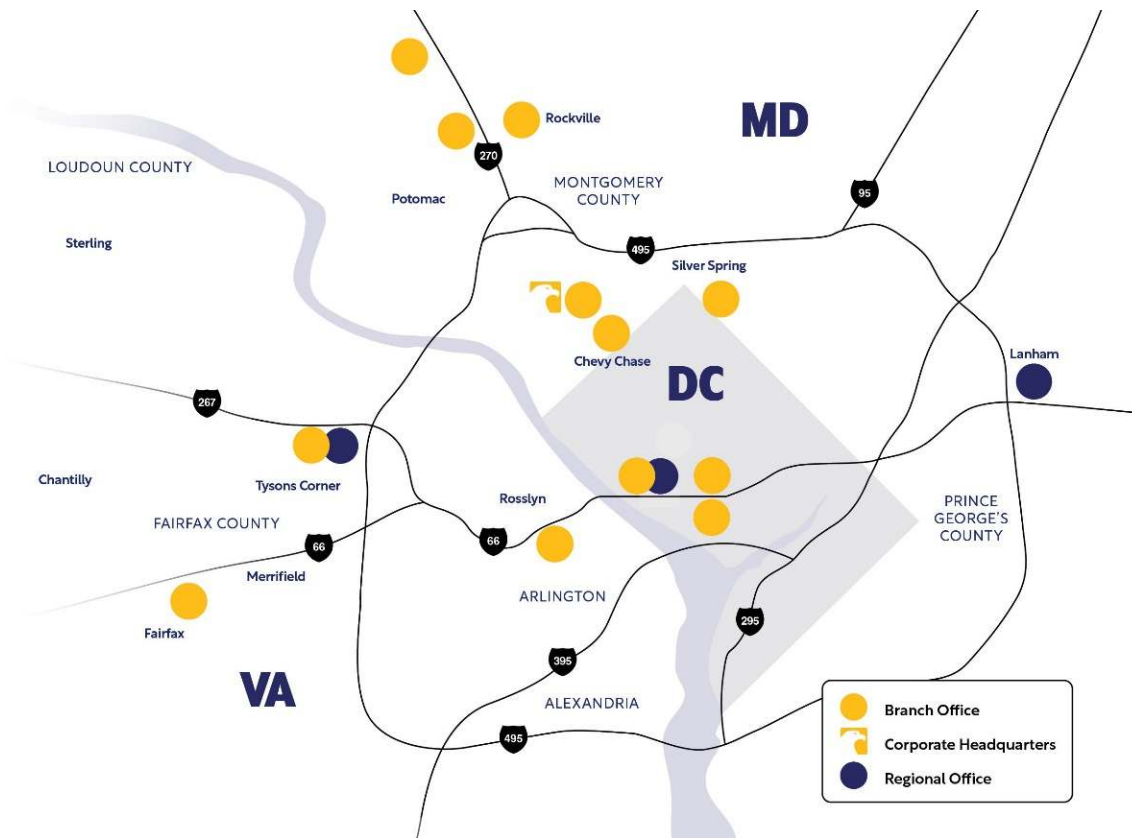 Rockville
MD
270
LOUDOUN COUNTY
MONTGOMERY
COUNTY
Potomac
95
Sterling
495
Silver Spring
Chevy Chase
Lanham
DC
267
Chantilly
Tysons Corner
Rosslyn
FAIRFAX COUNTY
66
66
PRINCE
GEORGE'S
COUNTY
Merrifield
ARLINGTON
295
Fairfax
395
VA
ALEXANDRIA
495
Branch Office
Corporate Headquarters
Regional Office